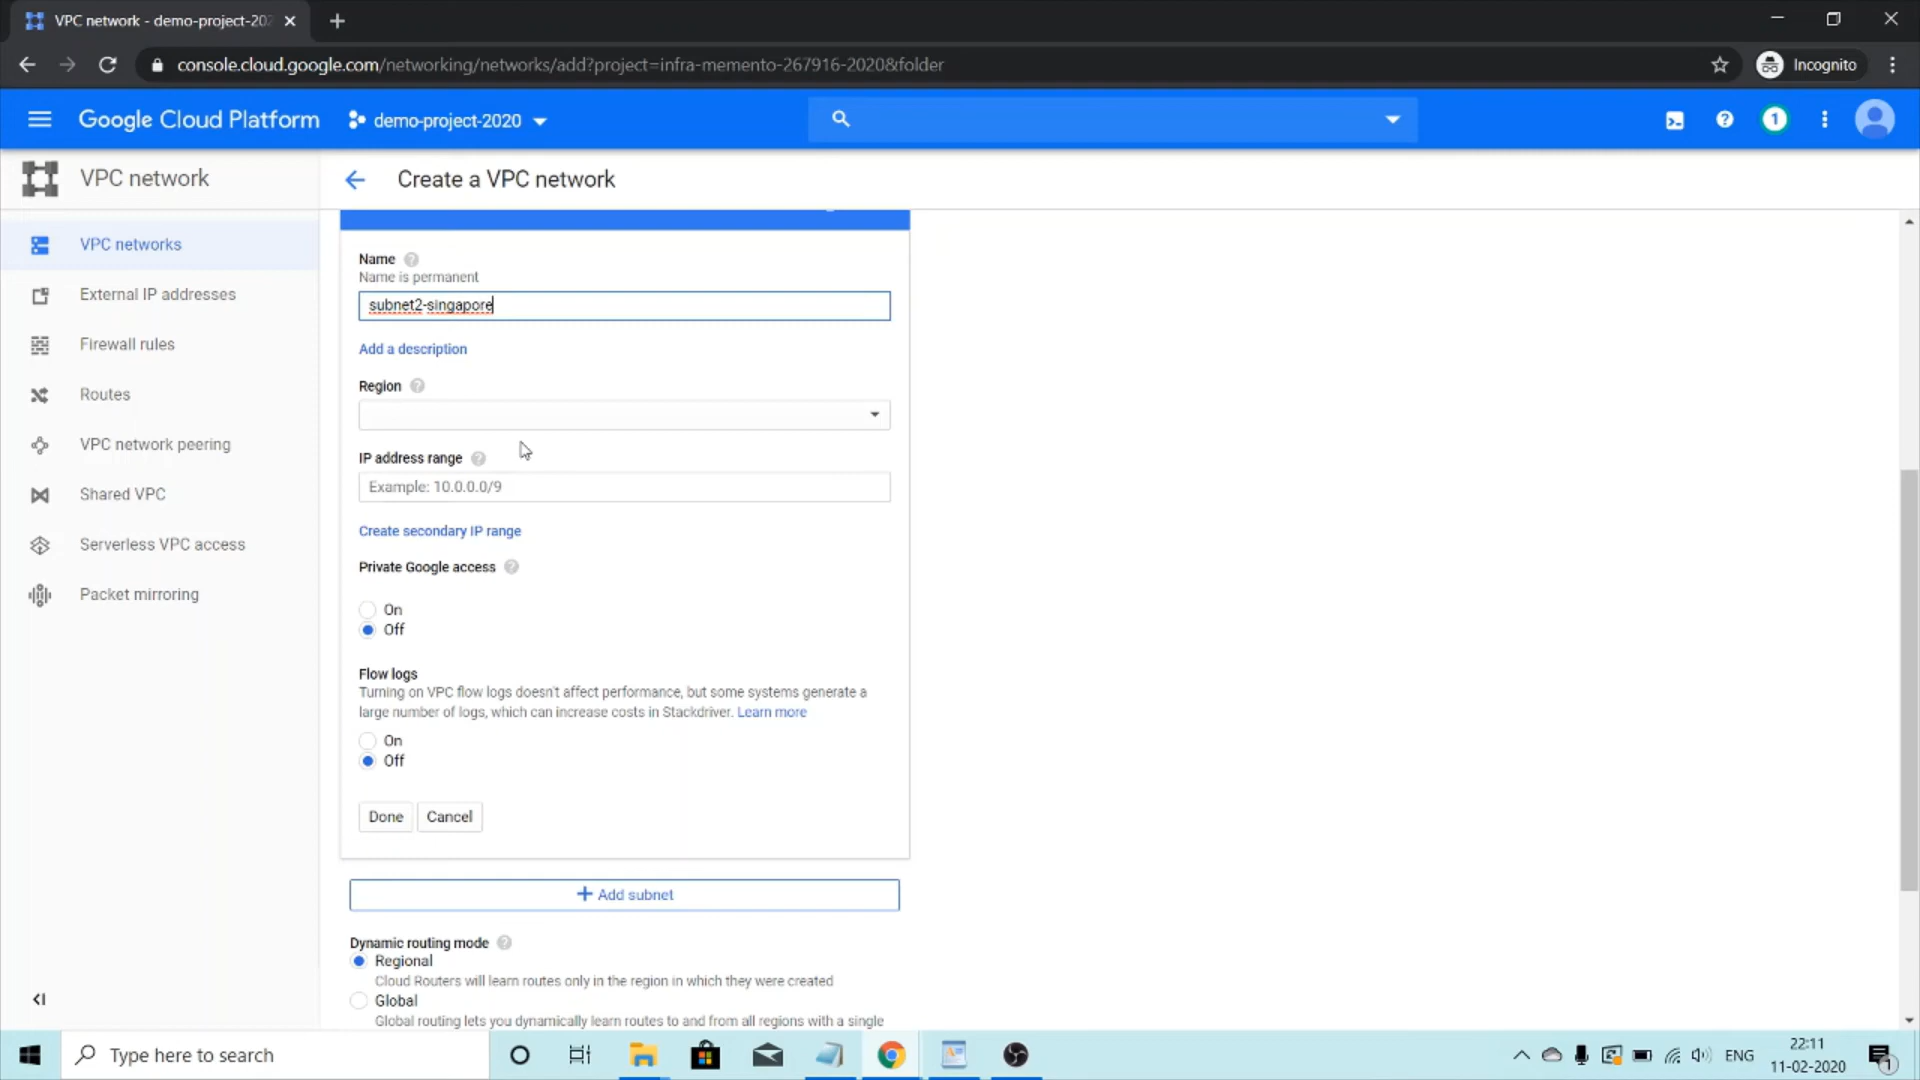 VPC network - demo-project-202
console.cloud.google.com/networking/networks/add?project=infra-memento-267916-2020&folder
Incognito
Google Cloud Platform
demo-project-2020
1
VPC network
Create a VPC network
VPC networks
External IP addresses
Firewall rules
Routes
VPC network peering
Shared VPC
Serverless VPC access
Packet mirroring
Name
Name is permanent
subnet2-singapore
Add a description
Region
IP address range
Example: 10.0.0.0/9
Create secondary IP range
Private Google access
On
Off
Flow logs
Turning on VPC flow logs doesn't affect performance, but some systems generate a
large number of logs, which can increase costs in Stackdriver. Learn more
On
Off
Done
Cancel
+ Add subnet
Dynamic routing mode
Regional
Cloud Routers will learn routes only in the region in which they were created
Global
Global routing lets you dynamically learn routes to and from all regions with a single
Type here to search
ENG
22:11
11-02-2020
1